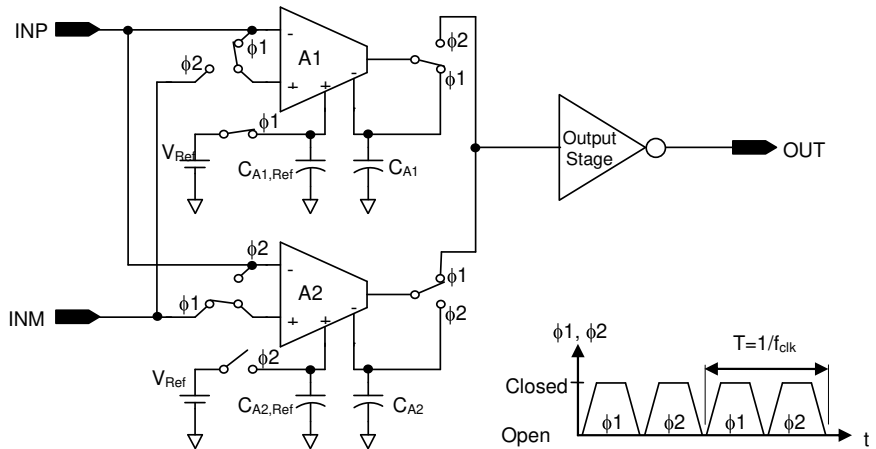 INP
ϕ1
ϕ2
-
+
A1
+
-
ϕ2
ϕ1
ϕ1
V_Ref
C_A1,Ref
C_A1
Output
Stage
OUT
ϕ2
-
+
A2
+
-
ϕ1
ϕ2
ϕ1
INM
ϕ2
V_Ref
C_A2,Ref
C_A2
ϕ1, ϕ2
T=1/f_clk
Closed
Open
ϕ1
ϕ2
ϕ1
ϕ2
t